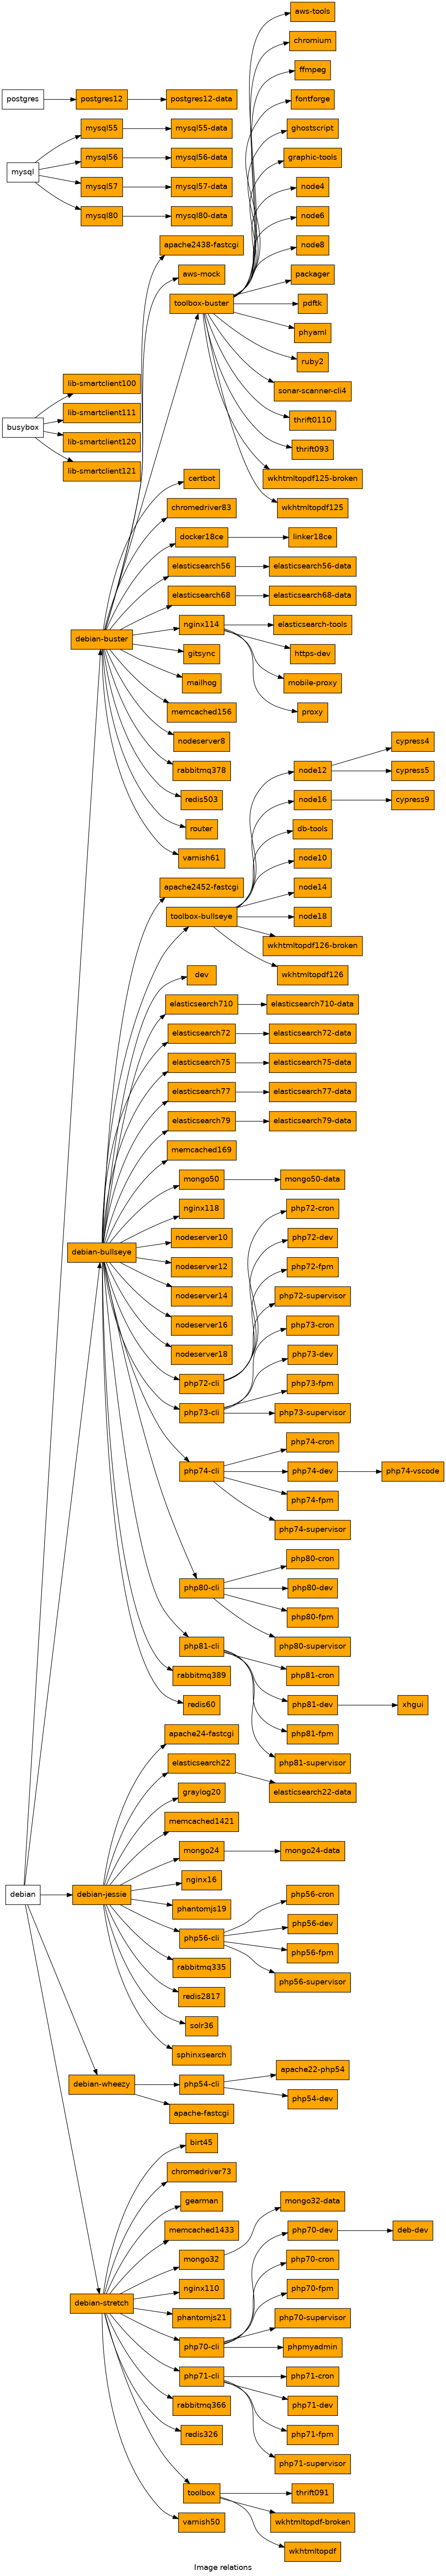 aws-tools
chromium
ffmpeg
postgres
postgres12
postgres12-data
fontforge
mysql55
mysql55-data
ghostscript
mysql56
mysql56-data
graphic-tools
mysql
mysql57
mysql57-data
node4
mysql80
mysql80-data
node6
apache2438-fastcgi
node8
aws-mock
packager
toolbox-buster
pdftk
phyaml
ruby2
lib-smartclient100
sonar-scanner-cli4
lib-smartclient111
thrift0110
busybox
lib-smartclient120
thrift093
lib-smartclient121
certbot
wkhtmltopdf125-broken
chromedriver83
wkhtmltopdf125
docker18ce
linker18ce
elasticsearch56
elasticsearch56-data
elasticsearch68
elasticsearch68-data
nginx114
elasticsearch-tools
debian-buster
gitsync
https-dev
mailhog
mobile-proxy
memcached156
proxy
nodeserver8
cypress4
rabbitmq378
node12
cypress5
redis503
node16
cypress9
router
db-tools
varnish61
node10
apache2452-fastcgi
node14
toolbox-bullseye
node18
wkhtmltopdf126-broken
dev
wkhtmltopdf126
elasticsearch710
elasticsearch710-data
elasticsearch72
elasticsearch72-data
elasticsearch75
elasticsearch75-data
elasticsearch77
elasticsearch77-data
elasticsearch79
elasticsearch79-data
memcached169
mongo50
mongo50-data
nginx118
php72-cron
nodeserver10
php72-dev
debian-bullseye
nodeserver12
php72-fpm
nodeserver14
php72-supervisor
nodeserver16
php73-cron
nodeserver18
php73-dev
php72-cli
php73-fpm
php73-cli
php73-supervisor
php74-cron
php74-cli
php74-dev
php74-vscode
php74-fpm
php74-supervisor
php80-cron
php80-cli
php80-dev
php80-fpm
php81-cli
php80-supervisor
rabbitmq389
php81-cron
redis60
php81-dev
xhgui
apache24-fastcgi
php81-fpm
elasticsearch22
php81-supervisor
graylog20
elasticsearch22-data
memcached1421
mongo24
mongo24-data
nginx16
debian
debian-jessie
php56-cron
phantomjs19
php56-dev
php56-cli
php56-fpm
rabbitmq335
php56-supervisor
redis2817
solr36
sphinxsearch
apache22-php54
debian-wheezy
php54-cli
php54-dev
apache-fastcgi
birt45
chromedriver73
gearman
mongo32-data
memcached1433
php70-dev
deb-dev
mongo32
php70-cron
nginx110
php70-fpm
debian-stretch
phantomjs21
php70-supervisor
php70-cli
phpmyadmin
php71-cli
php71-cron
rabbitmq366
php71-dev
redis326
php71-fpm
php71-supervisor
toolbox
thrift091
varnish50
wkhtmltopdf-broken
wkhtmltopdf
Image relations